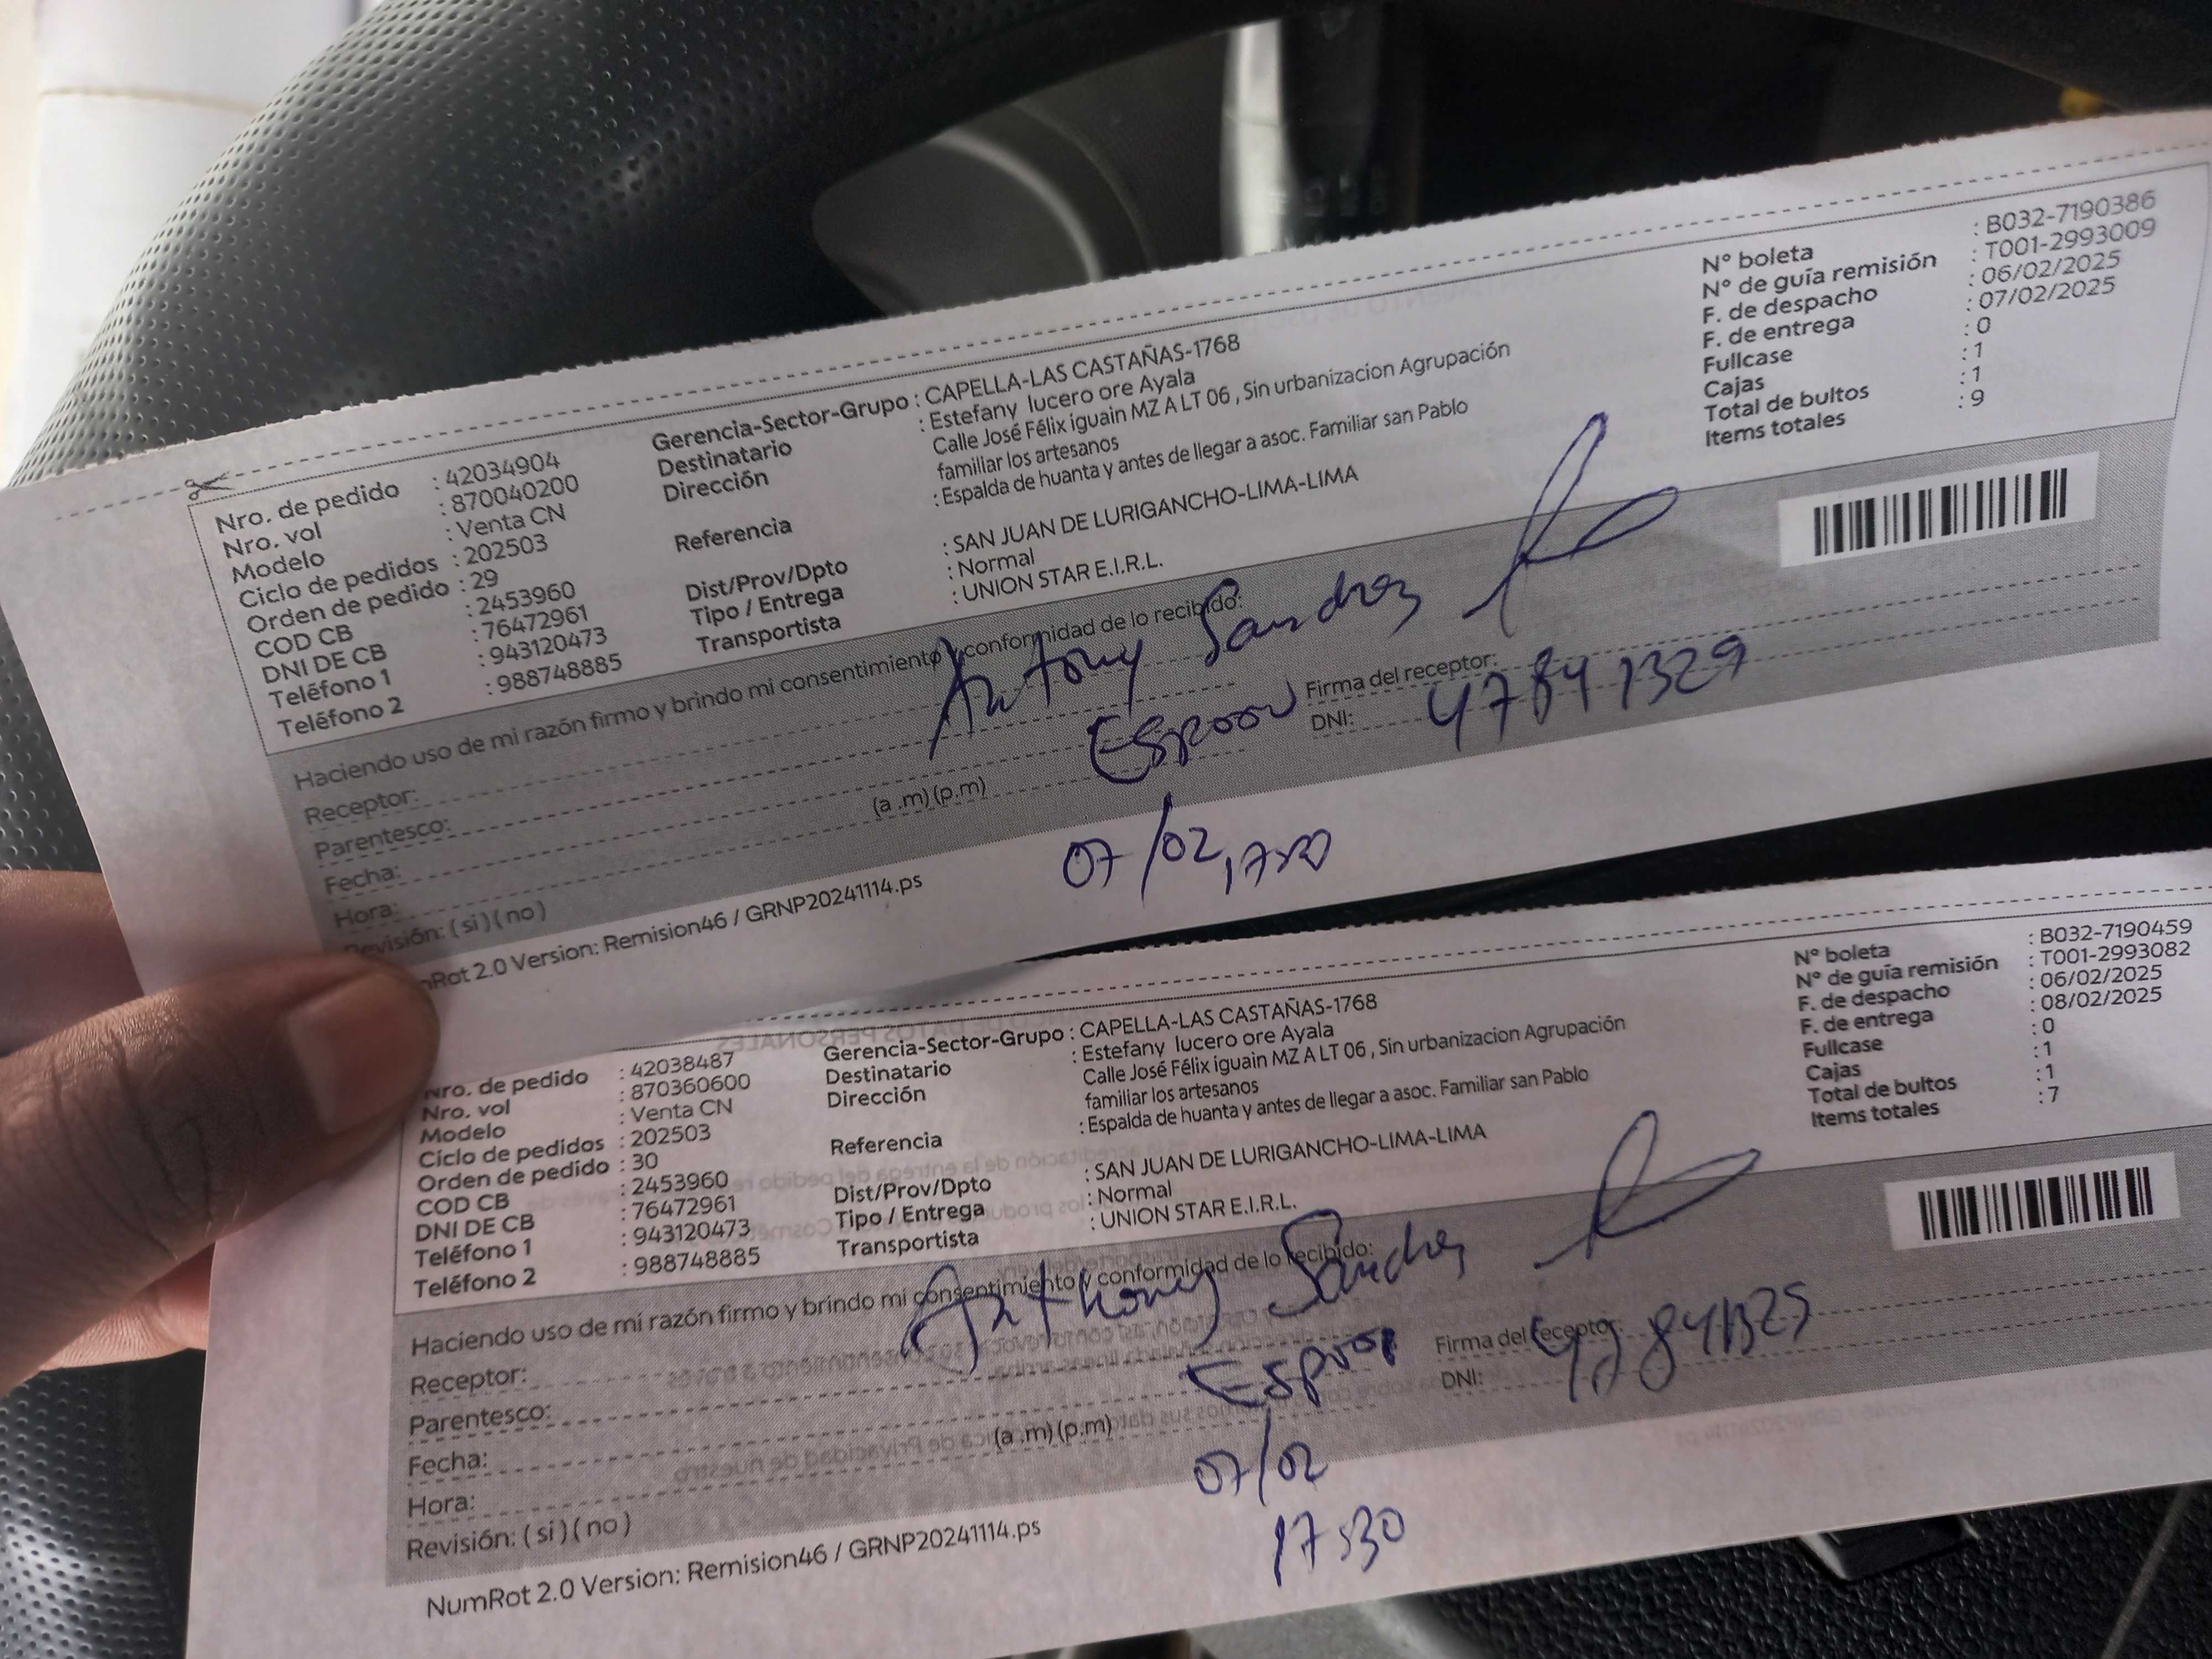 Nro. de pedido : 42034904
Nro. vol : 870040200
Modelo : Venta CN
Ciclo de pedidos : 202503
Orden de pedido : 29
COD CB : 2453960
DNI DE CB : 76472961
Teléfono 1 : 943120473
Teléfono 2 : 988748885
Gerencia-Sector-Grupo : CAPELLA-LAS CASTAÑAS-1768
Destinatario : Estefany lucero ore Ayala
Dirección Calle José Félix iguain MZ A LT 06 , Sin urbanizacion Agrupación
familiar los artesanos
Referencia : Espalda de huanta y antes de llegar a asoc. Familiar san Pablo
Dist/Prov/Dpto : SAN JUAN DE LURIGANCHO-LIMA-LIMA
Tipo / Entrega : Normal
Transportista : UNION STAR E.I.R.L.
N° boleta : B032-7190386
N° de guía remisión : T001-2993009
F. de despacho : 06/02/2025
F. de entrega : 07/02/2025
Fullcase : 0
Cajas : 1
Total de bultos : 1
Items totales : 9
Haciendo uso de mi razón firmo y brindo mi consentimiento y conformidad de lo recibido:
Receptor: Antony Sanchez
Parentesco: Esposo
Fecha:
Hora: (a .m) (p.m)
Revisión: ( si ) ( no )
Firma del receptor:
DNI: 47841329
07/02
NumRot 2.0 Version: Remision46 / GRNP20241114.ps
Nro. de pedido : 42038487
Nro. vol : 870360600
Modelo : Venta CN
Ciclo de pedidos : 202503
Orden de pedido : 30
COD CB : 2453960
DNI DE CB : 76472961
Teléfono 1 : 943120473
Teléfono 2 : 988748885
Gerencia-Sector-Grupo : CAPELLA-LAS CASTAÑAS-1768
Destinatario : Estefany lucero ore Ayala
Dirección Calle José Félix iguain MZ A LT 06 , Sin urbanizacion Agrupación
familiar los artesanos
Referencia : Espalda de huanta y antes de llegar a asoc. Familiar san Pablo
Dist/Prov/Dpto : SAN JUAN DE LURIGANCHO-LIMA-LIMA
Tipo / Entrega : Normal
Transportista : UNION STAR E.I.R.L.
N° boleta : B032-7190459
N° de guía remisión : T001-2993082
F. de despacho : 06/02/2025
F. de entrega : 08/02/2025
Fullcase : 0
Cajas : 1
Total de bultos : 1
Items totales : 7
Haciendo uso de mi razón firmo y brindo mi consentimiento y conformidad de lo recibido:
Receptor: Anthony Sanchez
Parentesco: Esposo
Fecha:
Hora: (a .m) (p.m)
Revisión: ( si ) ( no )
Firma del receptor:
DNI:
07/02
17:30
NumRot 2.0 Version: Remision46 / GRNP20241114.ps